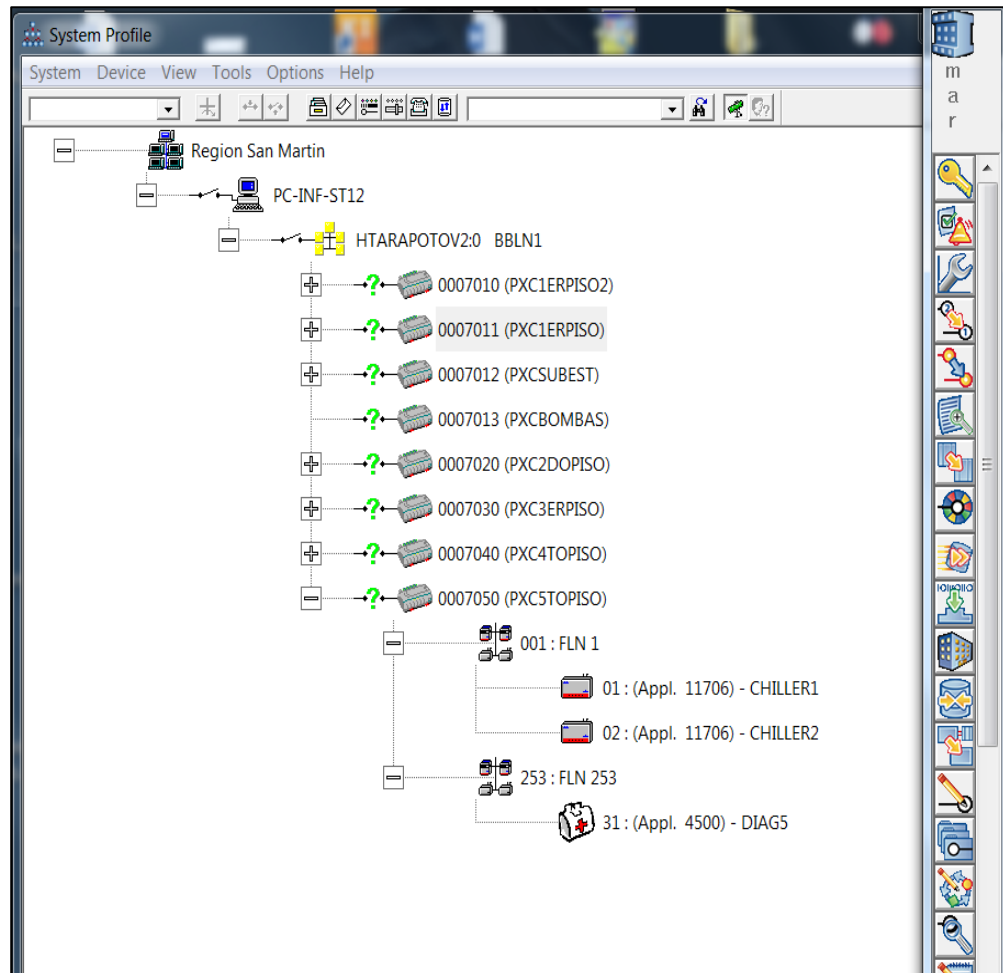 System Profile
System Device View Tools Options Help
m
a
r
Region San Martin
PC-INF-ST12
HTARAPOTOV2:0 BBLN1
0007010 (PXC1ERPISO2)
0007011 (PXC1ERPISO)
0007012 (PXCSUBEST)
0007013 (PXCBOMBAS)
0007020 (PXC2DOPISO)
0007030 (PXC3ERPISO)
0007040 (PXC4TOPISO)
0007050 (PXC5TOPISO)
001 : FLN 1
01 : (Appl. 11706) - CHILLER1
02 : (Appl. 11706) - CHILLER2
253 : FLN 253
31 : (Appl. 4500) - DIAG5